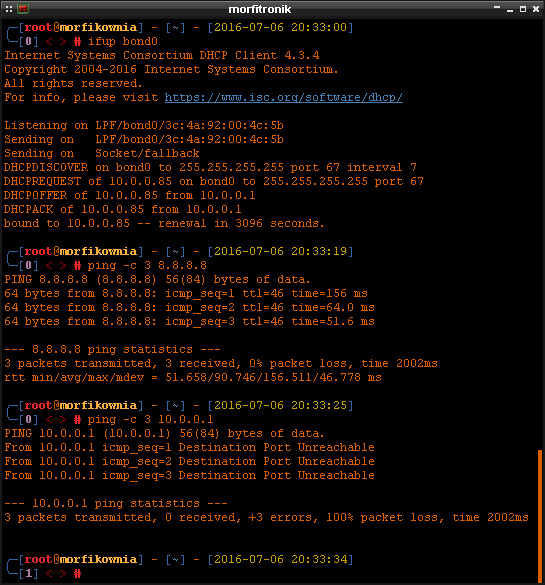 morfitronik
[root@morfikownia] - [~] - [2016-07-06 20:33:00]
[0] <> # ifup bond0
Internet Systems Consortium DHCP Client 4.3.4
Copyright 2004-2016 Internet Systems Consortium.
All rights reserved.
For info, please visit https://www.isc.org/software/dhcp/
Listening on LPF/bond0/3c:4a:92:00:4c:5b
Sending on   LPF/bond0/3c:4a:92:00:4c:5b
Sending on   Socket/fallback
DHCPDISCOVER on bond0 to 255.255.255.255 port 67 interval 7
DHCPREQUEST of 10.0.0.85 on bond0 to 255.255.255.255 port 67
DHCPOFFER of 10.0.0.85 from 10.0.0.1
DHCPACK of 10.0.0.85 from 10.0.0.1
bound to 10.0.0.85 -- renewal in 3096 seconds.
[root@morfikownia] - [~] - [2016-07-06 20:33:19]
[0] <> # ping -c 3 8.8.8.8
PING 8.8.8.8 (8.8.8.8) 56(84) bytes of data.
64 bytes from 8.8.8.8: icmp_seq=1 ttl=46 time=156 ms
64 bytes from 8.8.8.8: icmp_seq=2 ttl=46 time=64.0 ms
64 bytes from 8.8.8.8: icmp_seq=3 ttl=46 time=51.6 ms
--- 8.8.8.8 ping statistics ---
3 packets transmitted, 3 received, 0% packet loss, time 2002ms
rtt min/avg/max/mdev = 51.658/90.746/156.511/46.778 ms
[root@morfikownia] - [~] - [2016-07-06 20:33:25]
[0] <> # ping -c 3 10.0.0.1
PING 10.0.0.1 (10.0.0.1) 56(84) bytes of data.
From 10.0.0.1 icmp_seq=1 Destination Port Unreachable
From 10.0.0.1 icmp_seq=2 Destination Port Unreachable
From 10.0.0.1 icmp_seq=3 Destination Port Unreachable
--- 10.0.0.1 ping statistics ---
3 packets transmitted, 0 received, +3 errors, 100% packet loss, time 2002ms
[root@morfikownia] - [~] - [2016-07-06 20:33:34]
[1] <> #